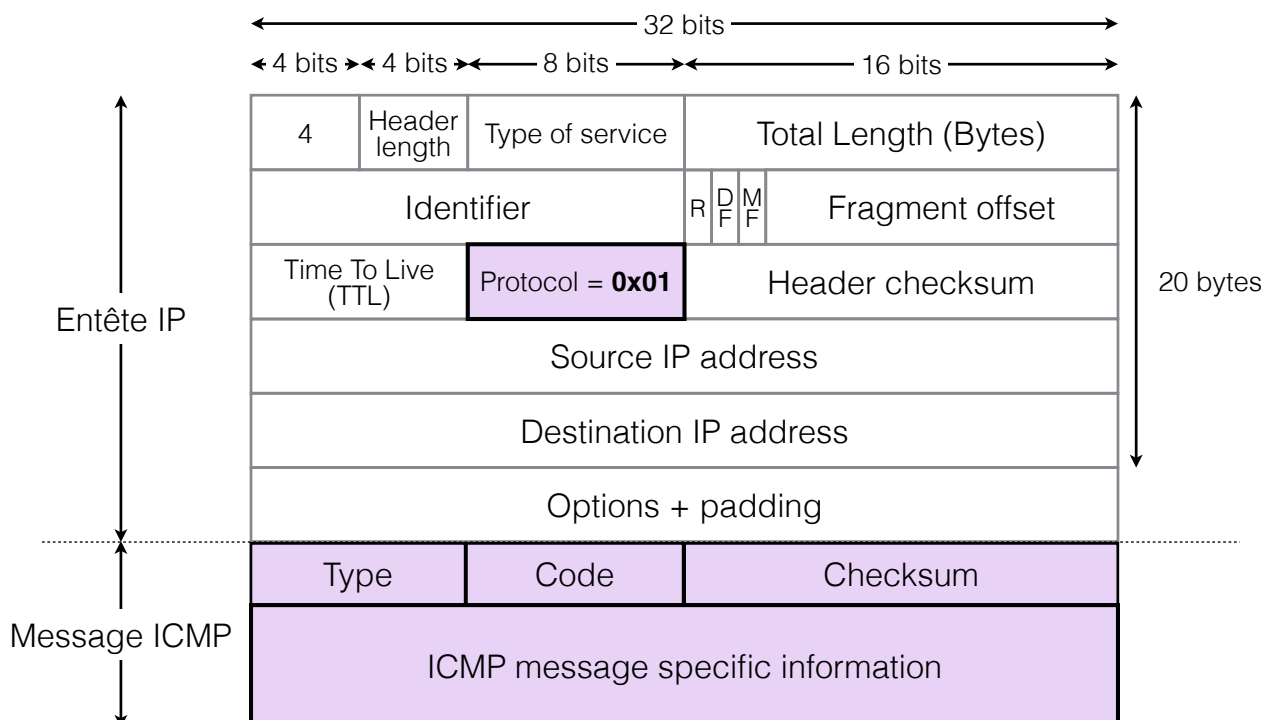 32 bits
4 bits 4 bits 8 bits 16 bits
4 Header length Type of service Total Length (Bytes)
Identifier R DF MF Fragment offset
Time To Live (TTL) Protocol = 0x01 Header checksum
20 bytes
Entête IP
Source IP address
Destination IP address
Options + padding
Type Code Checksum
Message ICMP
ICMP message specific information